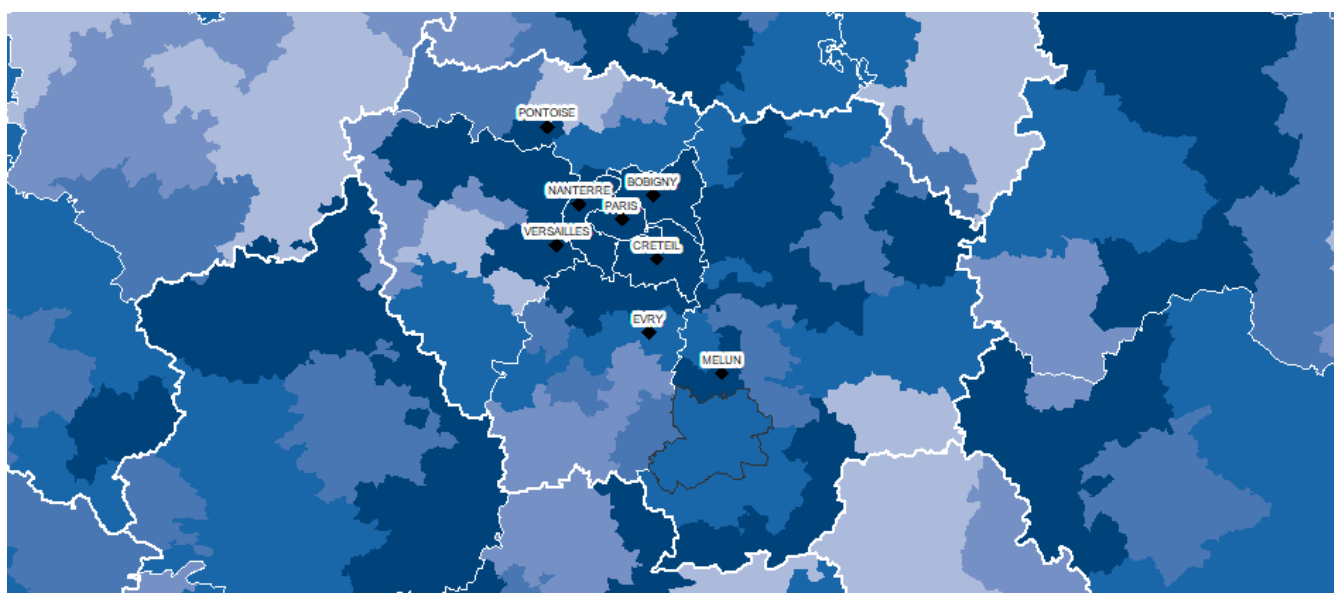 PONTOISE
BOBIGNY
NANTERRE
PARIS
VERSAILLES
CRETEIL
EVRY
MELUN